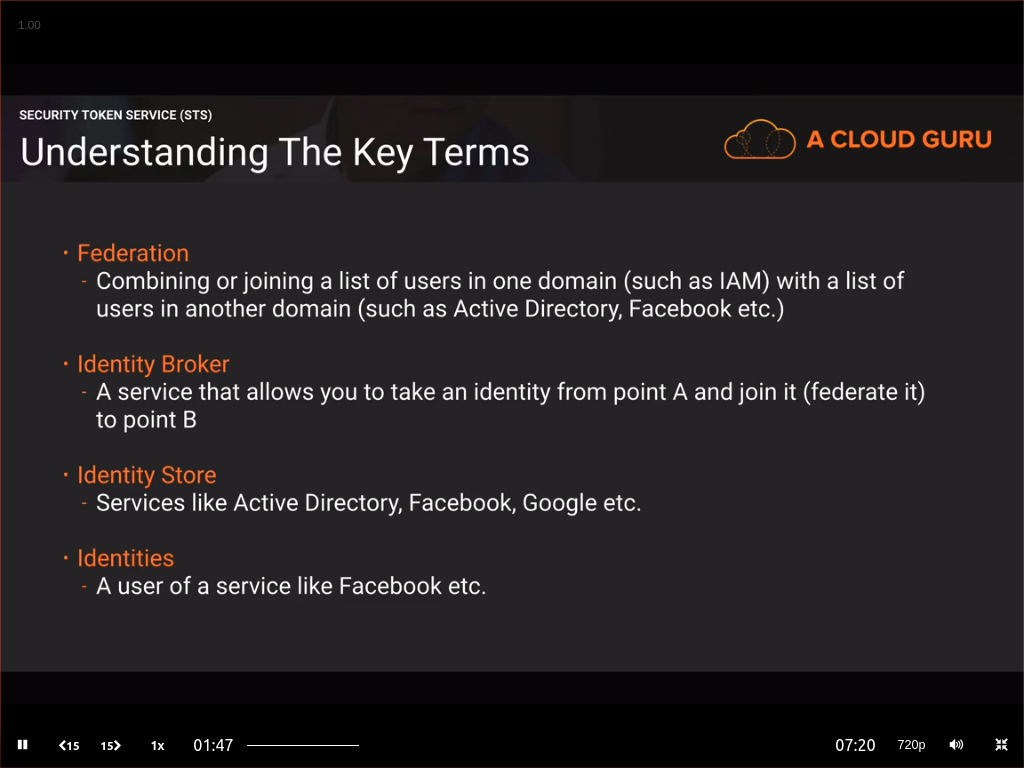 1.00
SECURITY TOKEN SERVICE (STS)
Understanding The Key Terms
A CLOUD GURU
· Federation
- Combining or joining a list of users in one domain (such as IAM) with a list of
users in another domain (such as Active Directory, Facebook etc.)
· Identity Broker
- A service that allows you to take an identity from point A and join it (federate it)
to point B
· Identity Store
- Services like Active Directory, Facebook, Google etc.
· Identities
- A user of a service like Facebook etc.
15 15 1x 01:47 07:20 720p